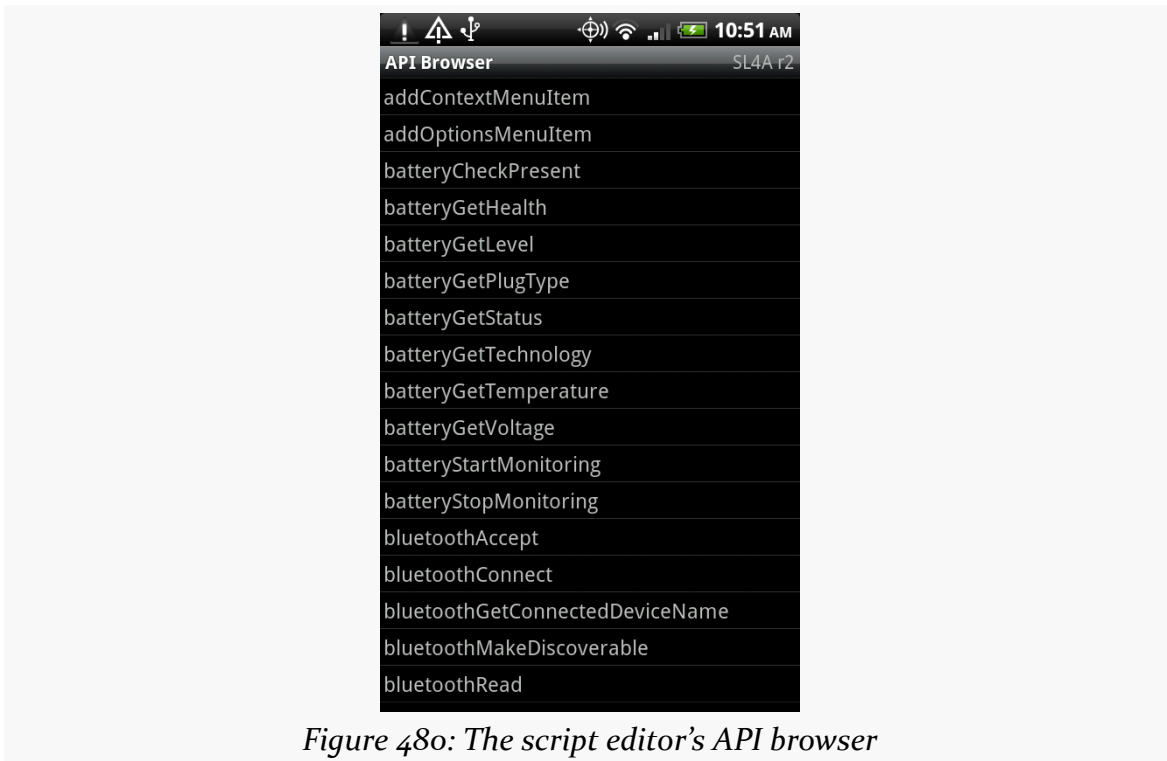 10:51 AM
API Browser SL4A r2
addContextMenuItem
addOptionsMenuItem
batteryCheckPresent
batteryGetHealth
batteryGetLevel
batteryGetPlugType
batteryGetStatus
batteryGetTechnology
batteryGetTemperature
batteryGetVoltage
batteryStartMonitoring
batteryStopMonitoring
bluetoothAccept
bluetoothConnect
bluetoothGetConnectedDeviceName
bluetoothMakeDiscoverable
bluetoothRead
Figure 480: The script editor’s API browser